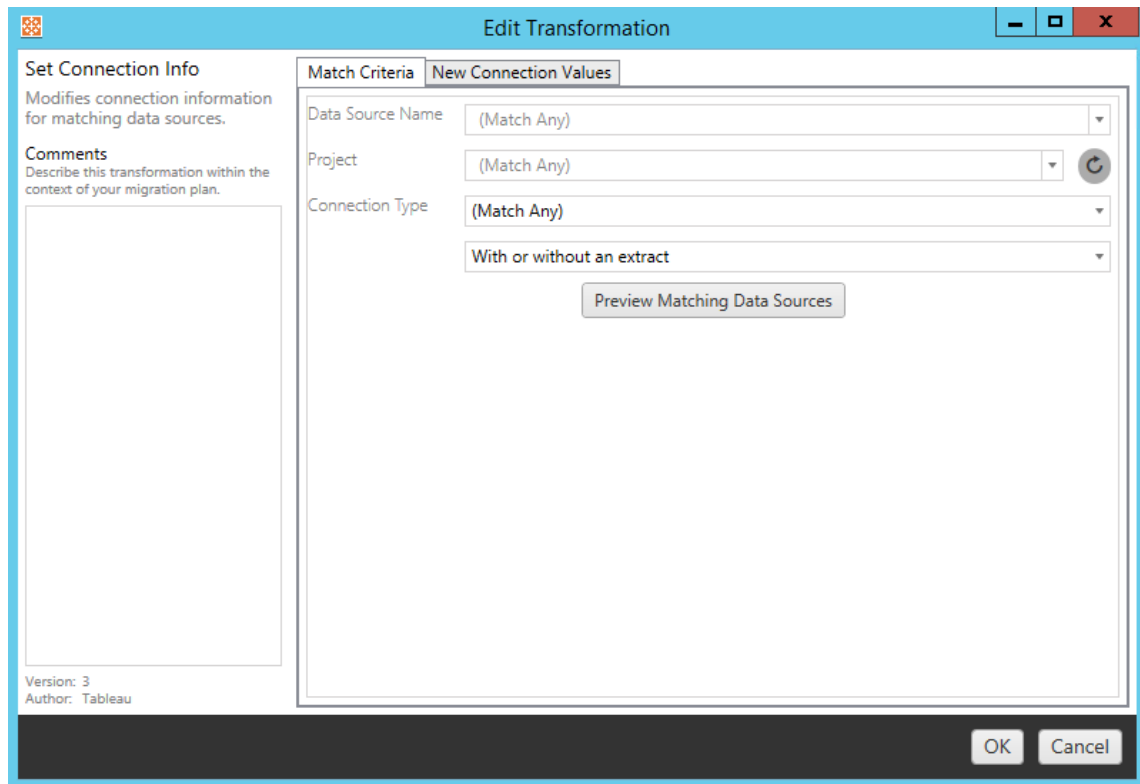 Edit Transformation
Set Connection Info
Modifies connection information
for matching data sources.
Comments
Describe this transformation within the
context of your migration plan.
Version: 3
Author: Tableau
Match Criteria
New Connection Values
Data Source Name
(Match Any)
Project
(Match Any)
Connection Type
(Match Any)
With or without an extract
Preview Matching Data Sources
OK
Cancel